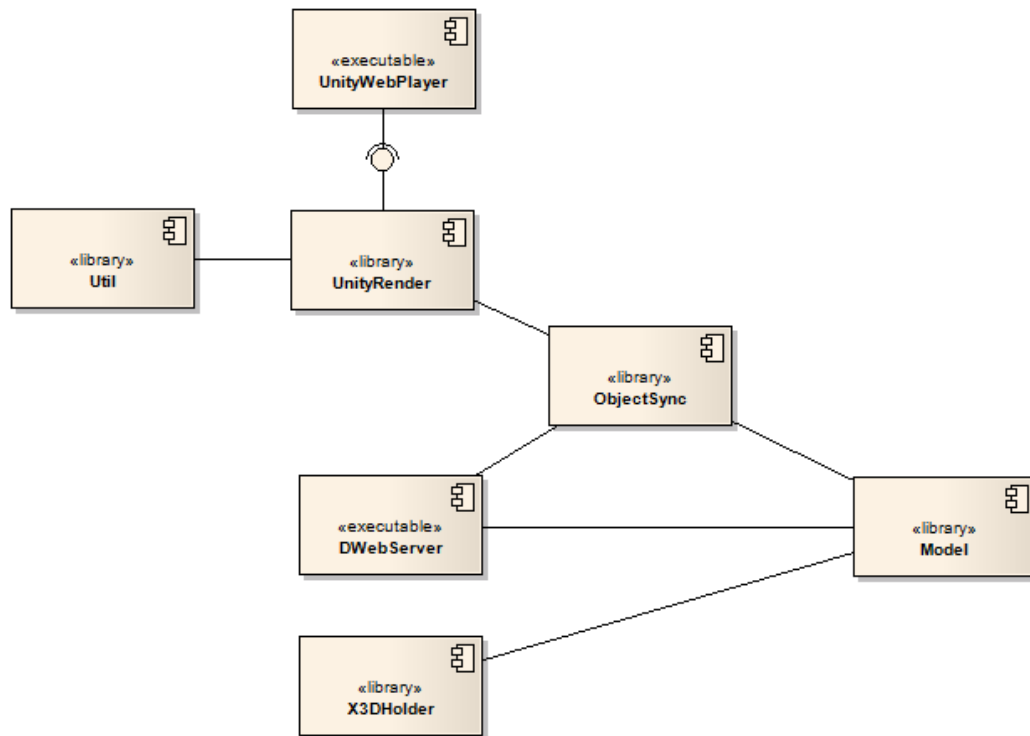 «executable»
UnityWebPlayer
«library»
Util
«library»
UnityRender
«library»
ObjectSync
«executable»
DWebServer
«library»
Model
«library»
X3DHolder